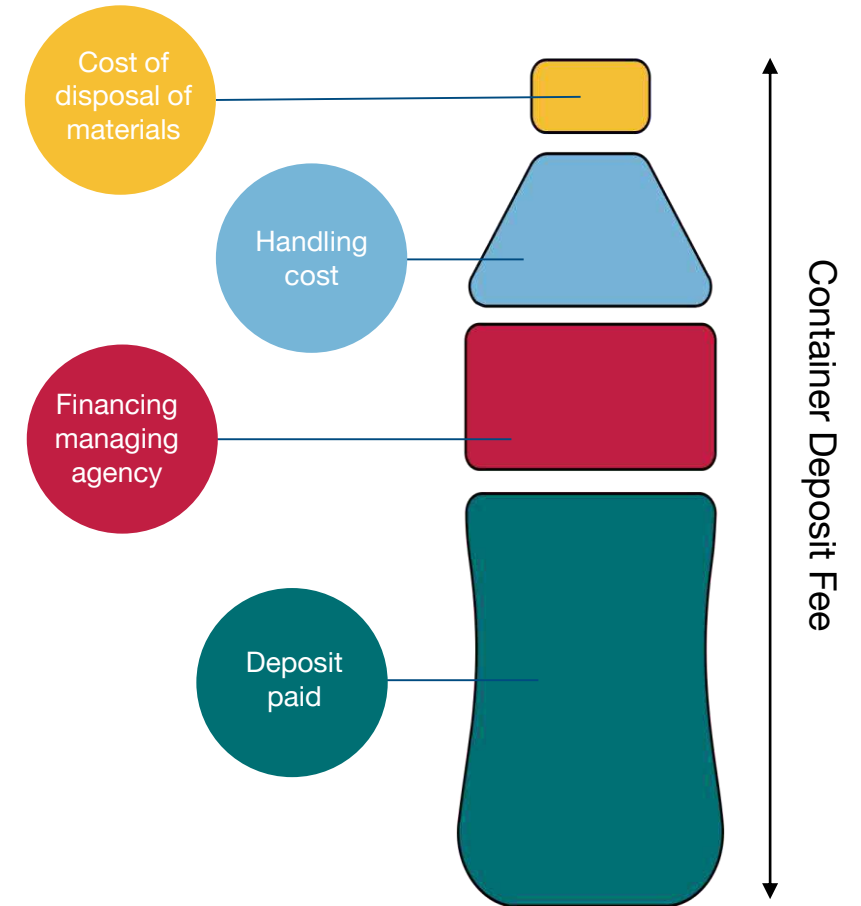 Cost of
disposal of
materials
Handling
cost
Financing
managing
agency
Deposit
paid
Container Deposit Fee